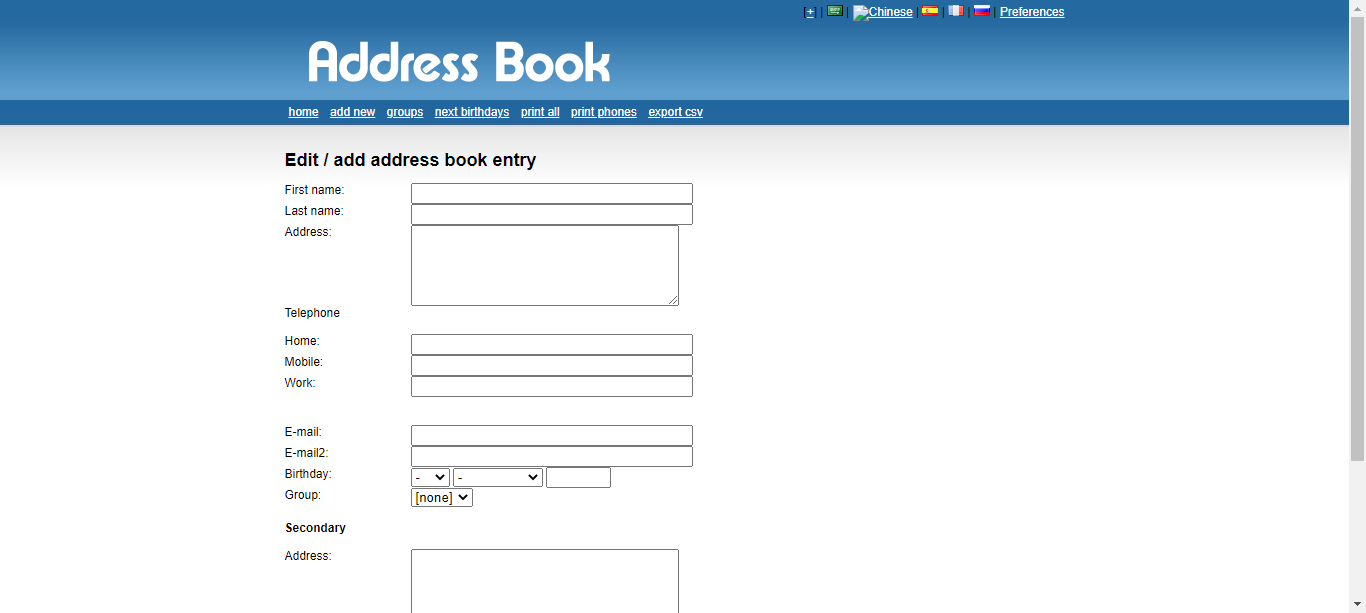 [+] | | Chinese | | | | Preferences
Address Book
home add new groups next birthdays print all print phones export csv
Edit / add address book entry
First name:
Last name:
Address:
Telephone
Home:
Mobile:
Work:
E-mail:
E-mail2:
Birthday: - -
Group: [none]
Secondary
Address: